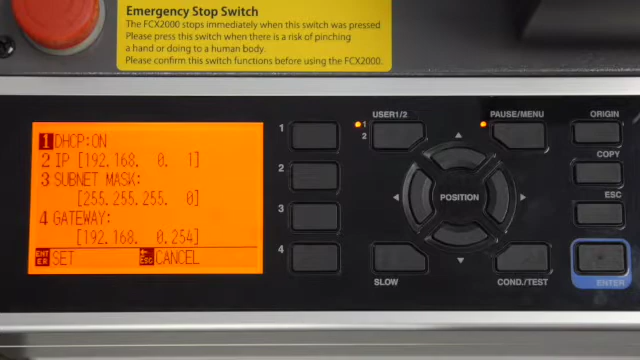 Emergency Stop Switch
The FCX2000 stops immediately when this switch was pressed
Please press this switch when there is a risk of pinching
a hand or doing to a human body.
Please confirm this switch functions before using the FCX2000.
1 DHCP:ON
2 IP [192.168. 0. 1]
3 SUBNET MASK:
[255.255.255. 0]
4 GATEWAY:
[192.168. 0.254]
ENTER SET ESC CANCEL
1
2
3
4
USER1/2
1
2
PAUSE/MENU
ORIGIN
COPY
ESC
POSITION
SLOW
COND./TEST
ENTER